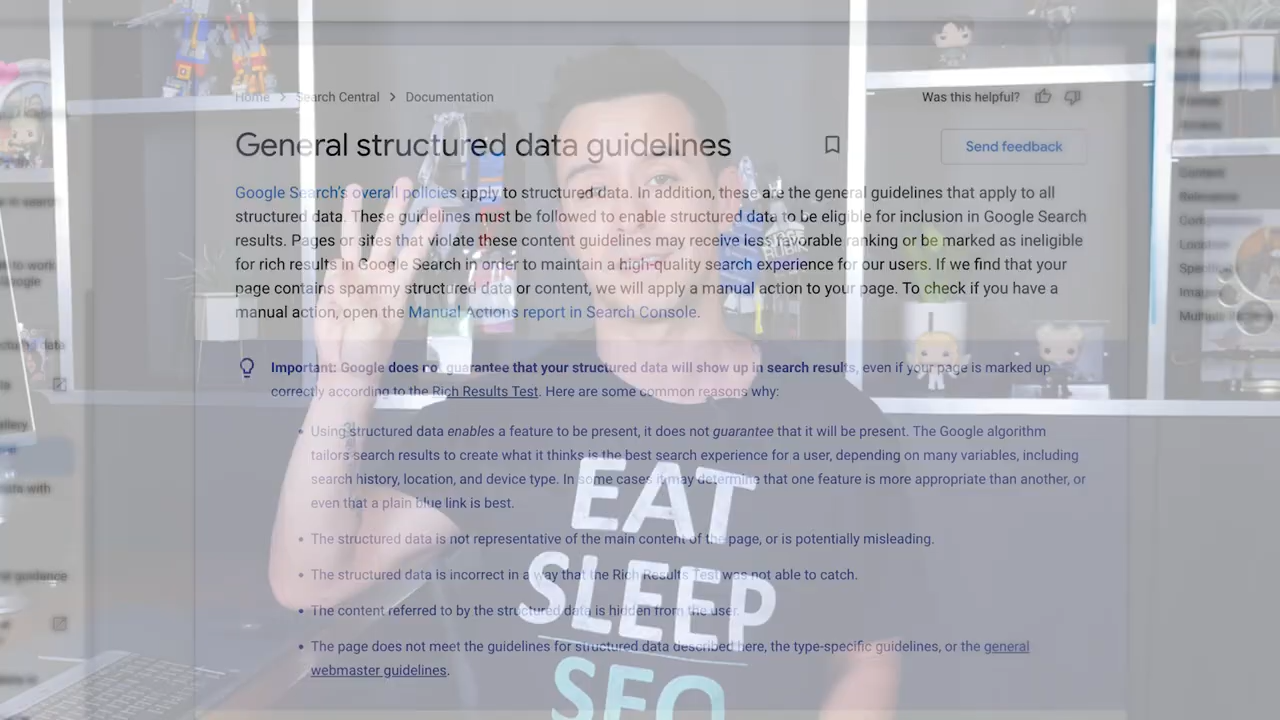 Home > Search Central > Documentation
Was this helpful?
General structured data guidelines
Send feedback
Google Search's overall policies apply to structured data. In addition, these are the general guidelines that apply to all
structured data. These guidelines must be followed to enable structured data to be eligible for inclusion in Google Search
results. Pages or sites that violate these content guidelines may receive less favorable ranking or be marked as ineligible
for rich results in Google Search in order to maintain a high-quality search experience for our users. If we find that your
page contains spammy structured data or content, we will apply a manual action to your page. To check if you have a
manual action, open the Manual Actions report in Search Console.
Important: Google does not guarantee that your structured data will show up in search results, even if your page is marked up
correctly according to the Rich Results Test. Here are some common reasons why:
• Using structured data enables a feature to be present, it does not guarantee that it will be present. The Google algorithm
tailors search results to create what it thinks is the best search experience for a user, depending on many variables, including
search history, location, and device type. In some cases it may determine that one feature is more appropriate than another, or
even that a plain blue link is best.
• The structured data is not representative of the main content of the page, or is potentially misleading.
• The structured data is incorrect in a way that the Rich Results Test was not able to catch.
• The content referred to by the structured data is hidden from the user.
• The page does not meet the guidelines for structured data described here, the type-specific guidelines, or the general
webmaster guidelines.
EAT
SLEEP
SEO